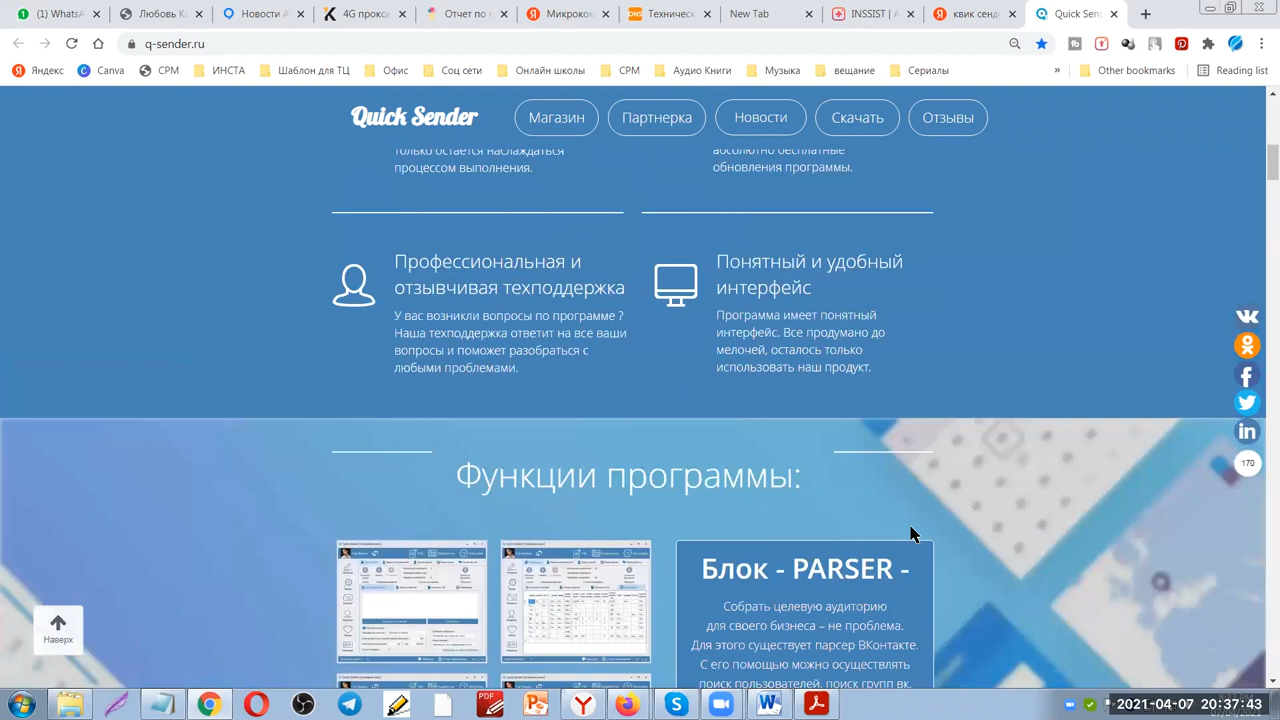 (1) WhatsA
Любовь К
Новости А
4G прокси
Отчет по
Микроком
Техническ
New Tab
INSSIST | A
квик сенд
Quick Send
q-sender.ru
Яндекс
Canva
CPM
ИНСТА
Шаблон для ТЦ
Офис
Соц сети
Онлайн школы
CPM
Аудио Книги
Музыка
вещание
Сериалы
»
Other bookmarks
Reading list
Quick Sender
Магазин
Партнерка
Новости
Скачать
Отзывы
только остается наслаждаться
процессом выполнения.
абсолютно бесплатные
обновления программы.
Профессиональная и
отзывчивая техподдержка
У вас возникли вопросы по программе ?
Наша техподдержка ответит на все ваши
вопросы и поможет разобраться с
любыми проблемами.
Понятный и удобный
интерфейс
Программа имеет понятный
интерфейс. Все продумано до
мелочей, осталось только
использовать наш продукт.
170
Функции программы:
Блок - PARSER -
Собрать целевую аудиторию
для своего бизнеса – не проблема.
Для этого существует парсер ВКонтакте.
С его помощью можно осуществлять
поиск пользователей, поиск групп вк,
Наверх
2021-04-07 20:37:43